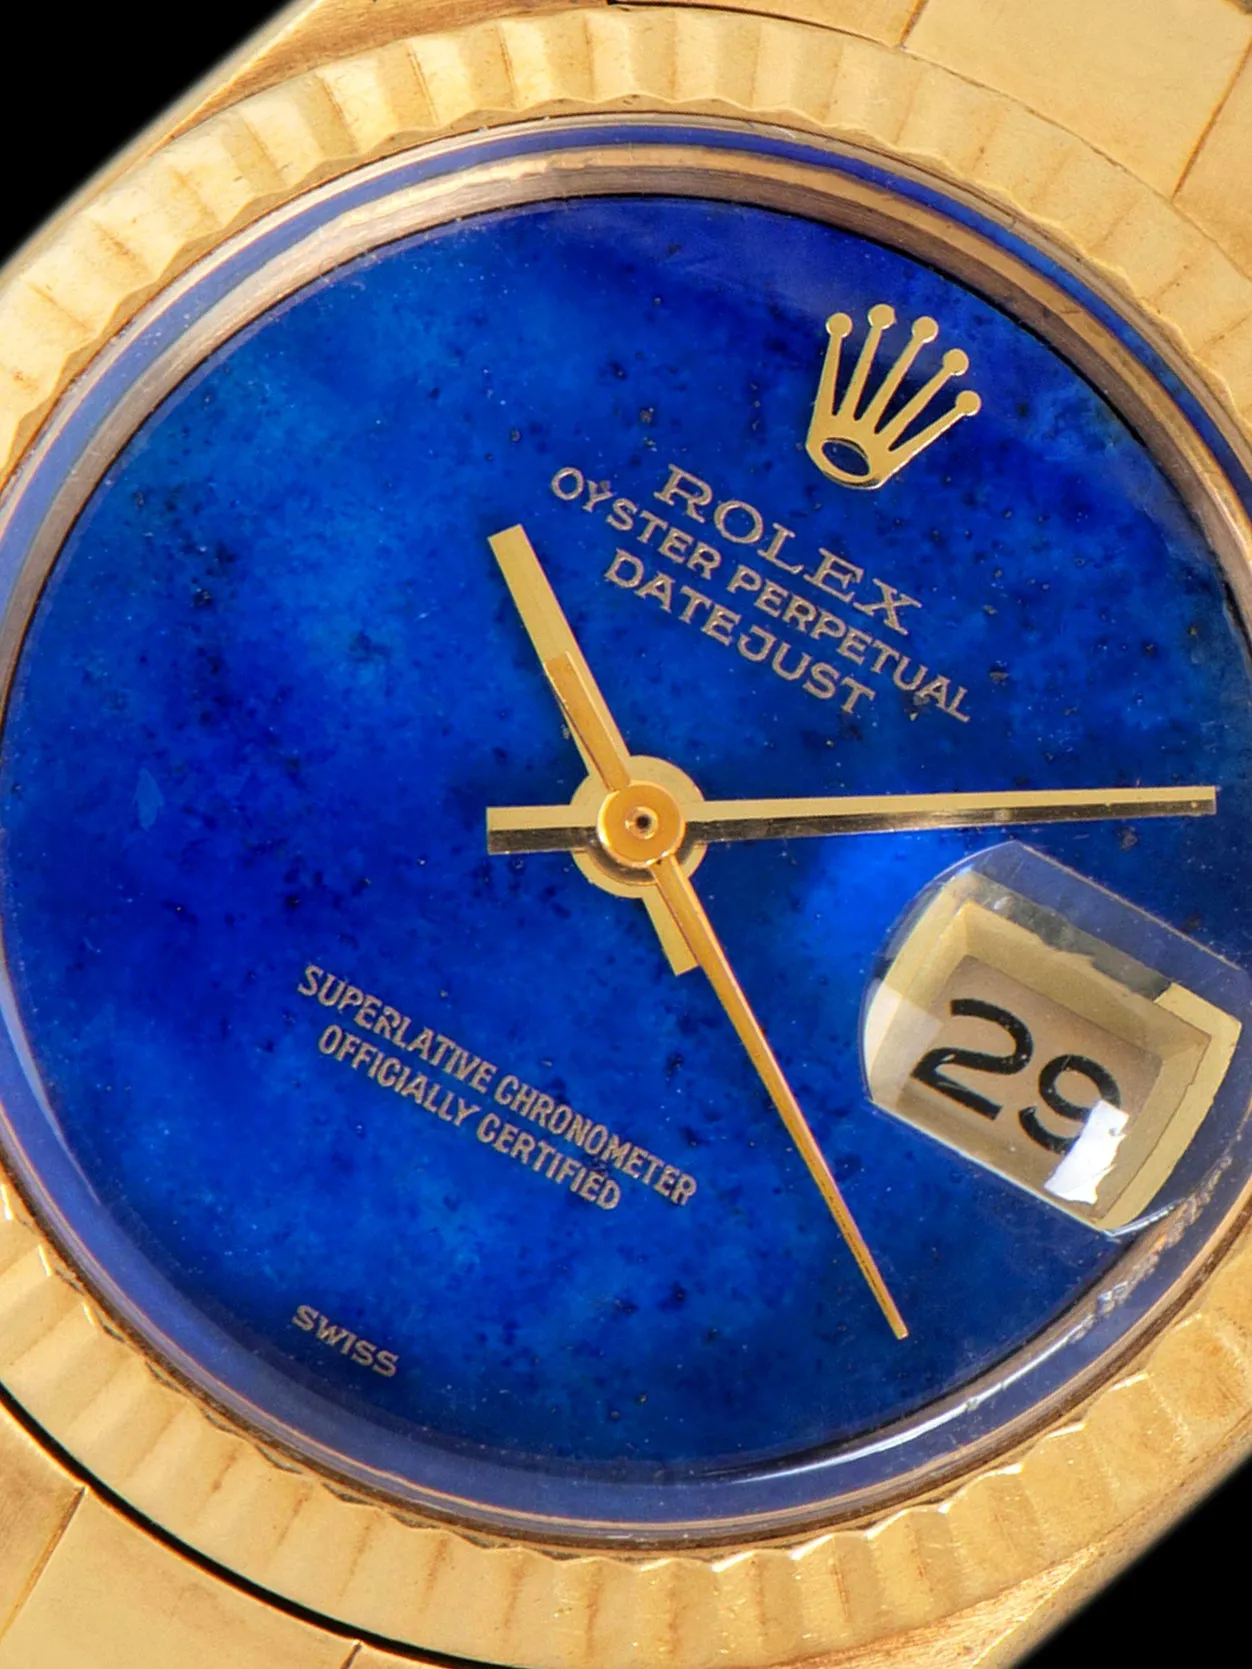 ROLEX
OYSTER PERPETUAL
DATEJUST
29
SUPERLATIVE CHRONOMETER
OFFICIALLY CERTIFIED
SWISS